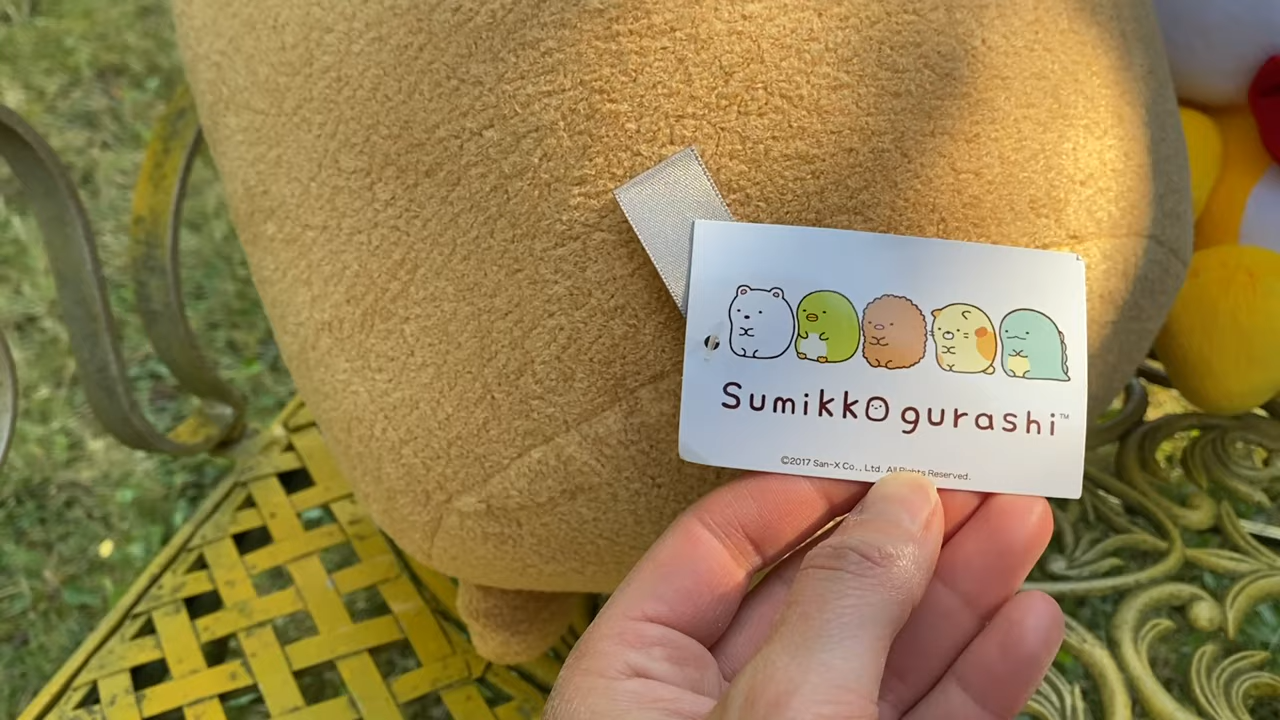 Sumikkogurashi™
©2017 San-X Co., Ltd. All Rights Reserved.